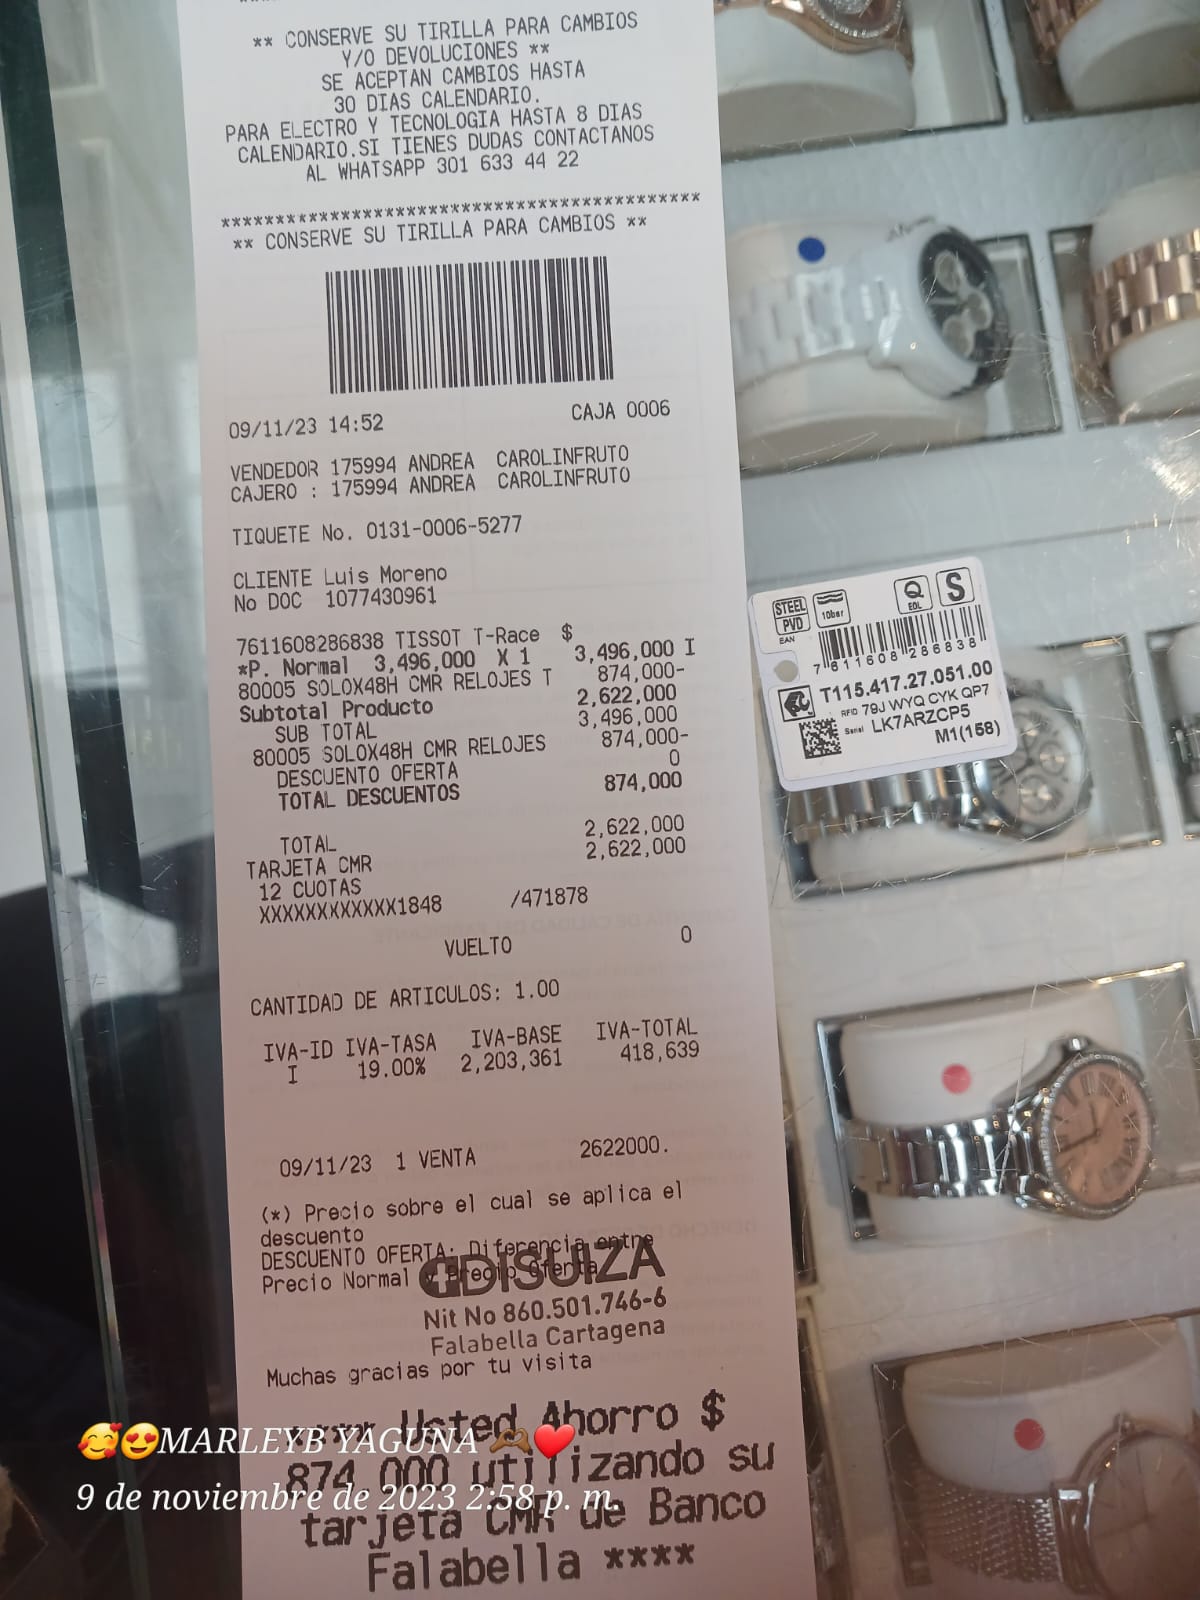 ** CONSERVE SU TIRILLA PARA CAMBIOS
Y/O DEVOLUCIONES **
SE ACEPTAN CAMBIOS HASTA
30 DIAS CALENDARIO.
PARA ELECTRO Y TECNOLOGIA HASTA 8 DIAS
CALENDARIO.SI TIENES DUDAS CONTACTANOS
AL WHATSAPP 301 633 44 22
********************************************
** CONSERVE SU TIRILLA PARA CAMBIOS **
09/11/23 14:52 CAJA 0006
VENDEDOR 175994 ANDREA CAROLINFRUTO
CAJERO : 175994 ANDREA CAROLINFRUTO
TIQUETE No. 0131-0006-5277
CLIENTE Luis Moreno
No DOC 1077430961
7611608286838 TISSOT T-Race $
*P. Normal 3,496,000 X 1 3,496,000 I
80005 SOLOX48H CMR RELOJES T 874,000-
Subtotal Producto 2,622,000
SUB TOTAL 3,496,000
80005 SOLOX48H CMR RELOJES 874,000-
DESCUENTO OFERTA 0
TOTAL DESCUENTOS 874,000
TOTAL 2,622,000
TARJETA CMR 2,622,000
12 CUOTAS
XXXXXXXXXXXX1848 /471878
VUELTO 0
CANTIDAD DE ARTICULOS: 1.00
IVA-ID IVA-TASA IVA-BASE IVA-TOTAL
I 19.00% 2,203,361 418,639
09/11/23 1 VENTA 2622000.
(*) Precio sobre el cual se aplica el
descuento
DESCUENTO OFERTA: Diferencia entre
Precio Normal y Precio Oferta
DISUIZA
Nit No 860.501.746-6
Falabella Cartagena
Muchas gracias por tu visita
**** Usted Ahorro $
874,000 utilizando su
tarjeta CMR de Banco
Falabella ****
🥰😍MARLEYB YAGUNA 🫶🏽❤️
9 de noviembre de 2023 2:58 p. m.
STEEL
PVD
10bar
Q
EOL
S
EAN
7 611608 286838
T115.417.27.051.00
RFID 79J WYQ CYK QP7
Serial LK7ARZCP5
M1(158)